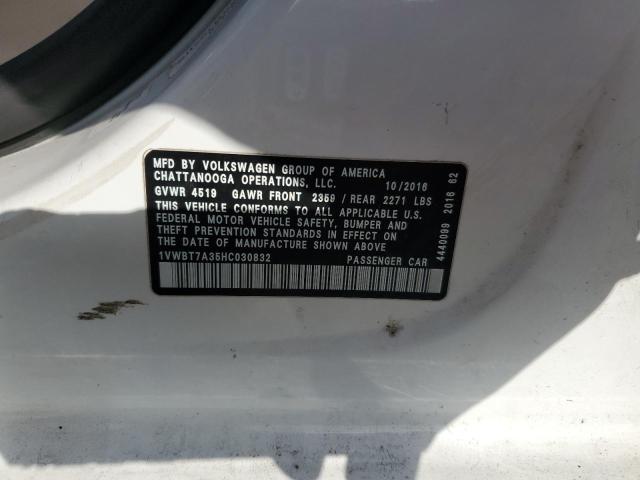 MFD BY VOLKSWAGEN GROUP OF AMERICA
CHATTANOOGA OPERATIONS, LLC. 10/2016
GVWR 4519 GAWR FRONT 2359 / REAR 2271 LBS
THIS VEHICLE CONFORMS TO ALL APPLICABLE U.S.
FEDERAL MOTOR VEHICLE SAFETY, BUMPER AND
THEFT PREVENTION STANDARDS IN EFFECT ON
THE DATE OF MANUFACTURE SHOWN ABOVE
1VWBT7A35HC030832 PASSENGER CAR
4440099 2016 62